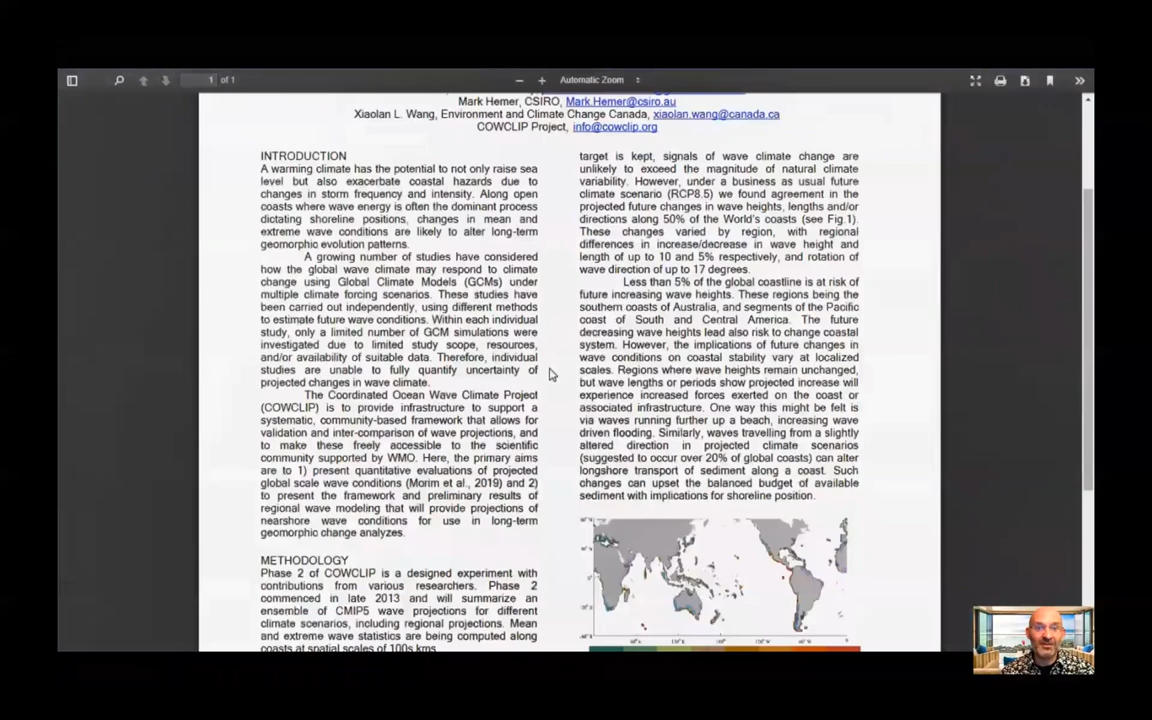 1 of 1
Automatic Zoom
Mark Hemer, CSIRO, Mark.Hemer@csiro.au
Xiaolan L. Wang, Environment and Climate Change Canada, xiaolan.wang@canada.ca
COWCLIP Project, info@cowclip.org
INTRODUCTION
A warming climate has the potential to not only raise sea
level but also exacerbate coastal hazards due to
changes in storm frequency and intensity. Along open
coasts where wave energy is often the dominant process
dictating shoreline positions, changes in mean and
extreme wave conditions are likely to alter long-term
geomorphic evolution patterns.
A growing number of studies have considered
how the global wave climate may respond to climate
change using Global Climate Models (GCMs) under
multiple climate forcing scenarios. These studies have
been carried out independently, using different methods
to estimate future wave conditions. Within each individual
study, only a limited number of GCM simulations were
investigated due to limited study scope, resources,
and/or availability of suitable data. Therefore, individual
studies are unable to fully quantify uncertainty of
projected changes in wave climate.
The Coordinated Ocean Wave Climate Project
(COWCLIP) is to provide infrastructure to support a
systematic, community-based framework that allows for
validation and inter-comparison of wave projections, and
to make these freely accessible to the scientific
community supported by WMO. Here, the primary aims
are to 1) present quantitative evaluations of projected
global scale wave conditions (Morim et al., 2019) and 2)
to present the framework and preliminary results of
regional wave modeling that will provide projections of
nearshore wave conditions for use in long-term
geomorphic change analyzes.
METHODOLOGY
Phase 2 of COWCLIP is a designed experiment with
contributions from various researchers. Phase 2
commenced in late 2013 and will summarize an
ensemble of CMIP5 wave projections for different
climate scenarios, including regional projections. Mean
and extreme wave statistics are being computed along
coasts at spatial scales of 100s kms.
target is kept, signals of wave climate change are
unlikely to exceed the magnitude of natural climate
variability. However, under a business as usual future
climate scenario (RCP8.5) we found agreement in the
projected future changes in wave heights, lengths and/or
directions along 50% of the World's coasts (see Fig.1).
These changes varied by region, with regional
differences in increase/decrease in wave height and
length of up to 10 and 5% respectively, and rotation of
wave direction of up to 17 degrees.
Less than 5% of the global coastline is at risk of
future increasing wave heights. These regions being the
southern coasts of Australia, and segments of the Pacific
coast of South and Central America. The future
decreasing wave heights lead also risk to change coastal
system. However, the implications of future changes in
wave conditions on coastal stability vary at localized
scales. Regions where wave heights remain unchanged,
but wave lengths or periods show projected increase will
experience increased forces exerted on the coast or
associated infrastructure. One way this might be felt is
via waves running further up a beach, increasing wave
driven flooding. Similarly, waves travelling from a slightly
altered direction in projected climate scenarios
(suggested to occur over 20% of global coasts) can alter
longshore transport of sediment along a coast. Such
changes can upset the balanced budget of available
sediment with implications for shoreline position.